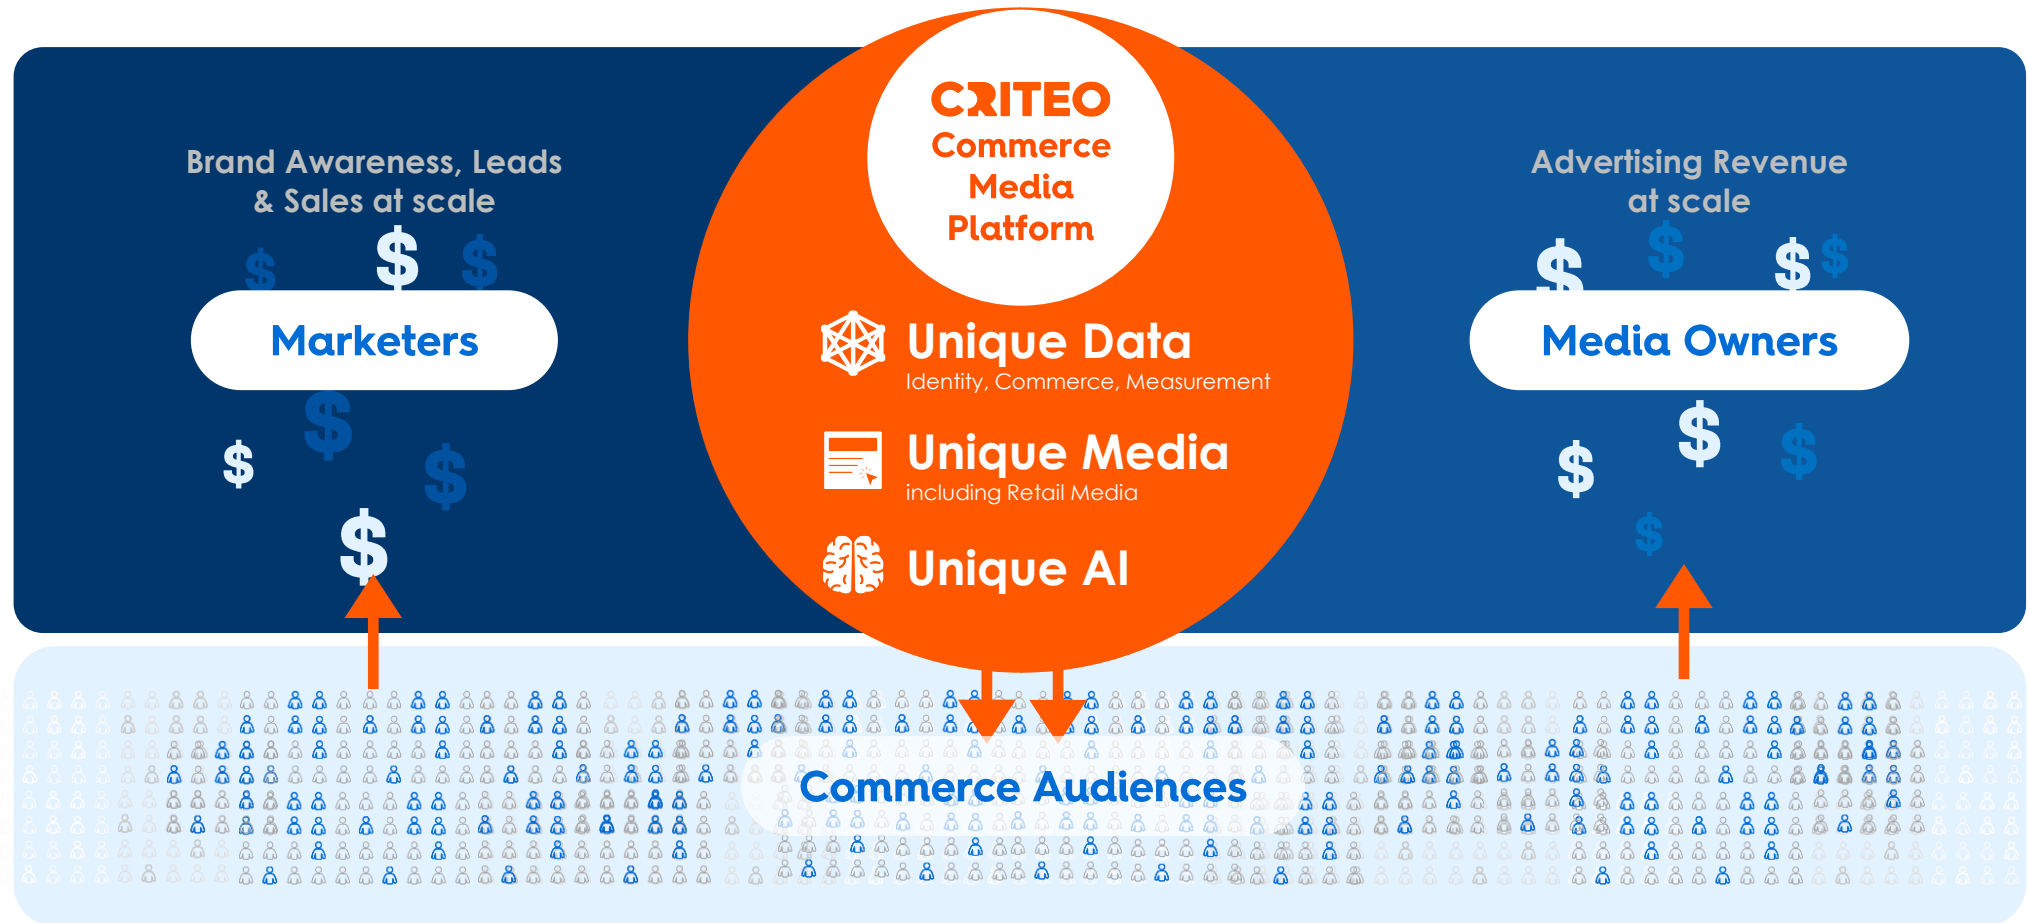 Brand Awareness, Leads
& Sales at scale
Marketers
CRITEO
Commerce
Media
Platform
Unique Data
Identity, Commerce, Measurement
Unique Media
including Retail Media
Unique AI
Advertising Revenue
at scale
Media Owners
Commerce Audiences